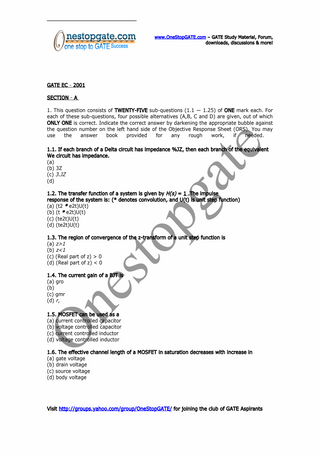 onestopgate.com
one stop to GATE Success
www.OneStopGATE.com – GATE Study Material, Forum,
downloads, discussions & more!
GATE EC - 2001
SECTION - A
1. This question consists of TWENTY-FIVE sub-questions (1.1 — 1.25) of ONE mark each. For
each of these sub-questions, four possible alternatives (A,B, C and D) are given, out of which
ONLY ONE is correct. Indicate the correct answer by darkening the appropriate bubble against
the question number on the left hand side of the Objective Response Sheet (ORS). You may
use the answer book provided for any rough work, if needed.
1.1. If each branch of a Delta circuit has impedance %JZ, then each branch of the equivalent
We circuit has impedance.
(a)
(b) 3Z
(c) 3JZ
(d)
1.2. The transfer function of a system is given by H(s) = 1 .The impulse
response of the system is: (* denotes convolution, and U(t) is unit step function)
(a) (t2 * e2t)U(t)
(b) (t * e2t)U(t)
(c) (te2t)U(t)
(d) (te2t)U(t)
1.3. The region of convergence of the z-transform of a unit step function is
(a) z>1
(b) z<1
(c) (Real part of z) > 0
(d) (Real part of z) < 0
1.4. The current gain of a BJT is
(a) gro
(b)
(c) gmr
(d) r,
1.5. MOSFET can be used as a
(a) current controlled capacitor
(b) voltage controlled capacitor
(c) current controlled inductor
(d) voltage controlled inductor
1.6. The effective channel length of a MOSFET in saturation decreases with increase in
(a) gate voltage
(b) drain voltage
(c) source voltage
(d) body voltage
Visit http://groups.yahoo.com/group/OneStopGATE/ for joining the club of GATE Aspirants
Onestopgate